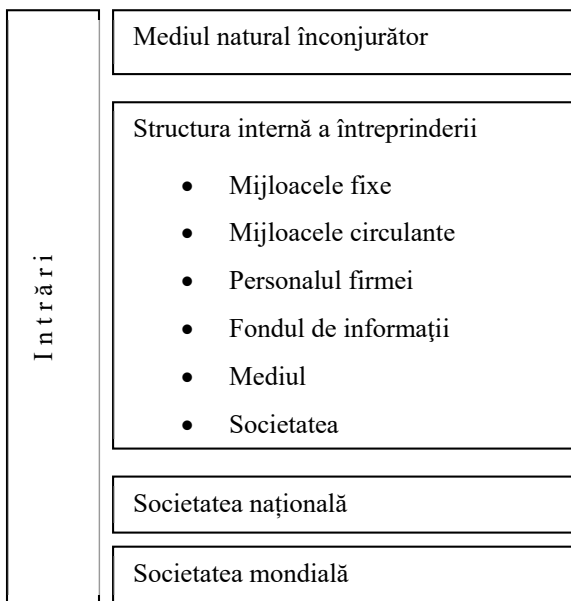 Intrări
Mediul natural înconjurător
Structura internă a întreprinderii
• Mijloacele fixe
• Mijloacele circulante
• Personalul firmei
• Fondul de informaţii
• Mediul
• Societatea
Societatea națională
Societatea mondială